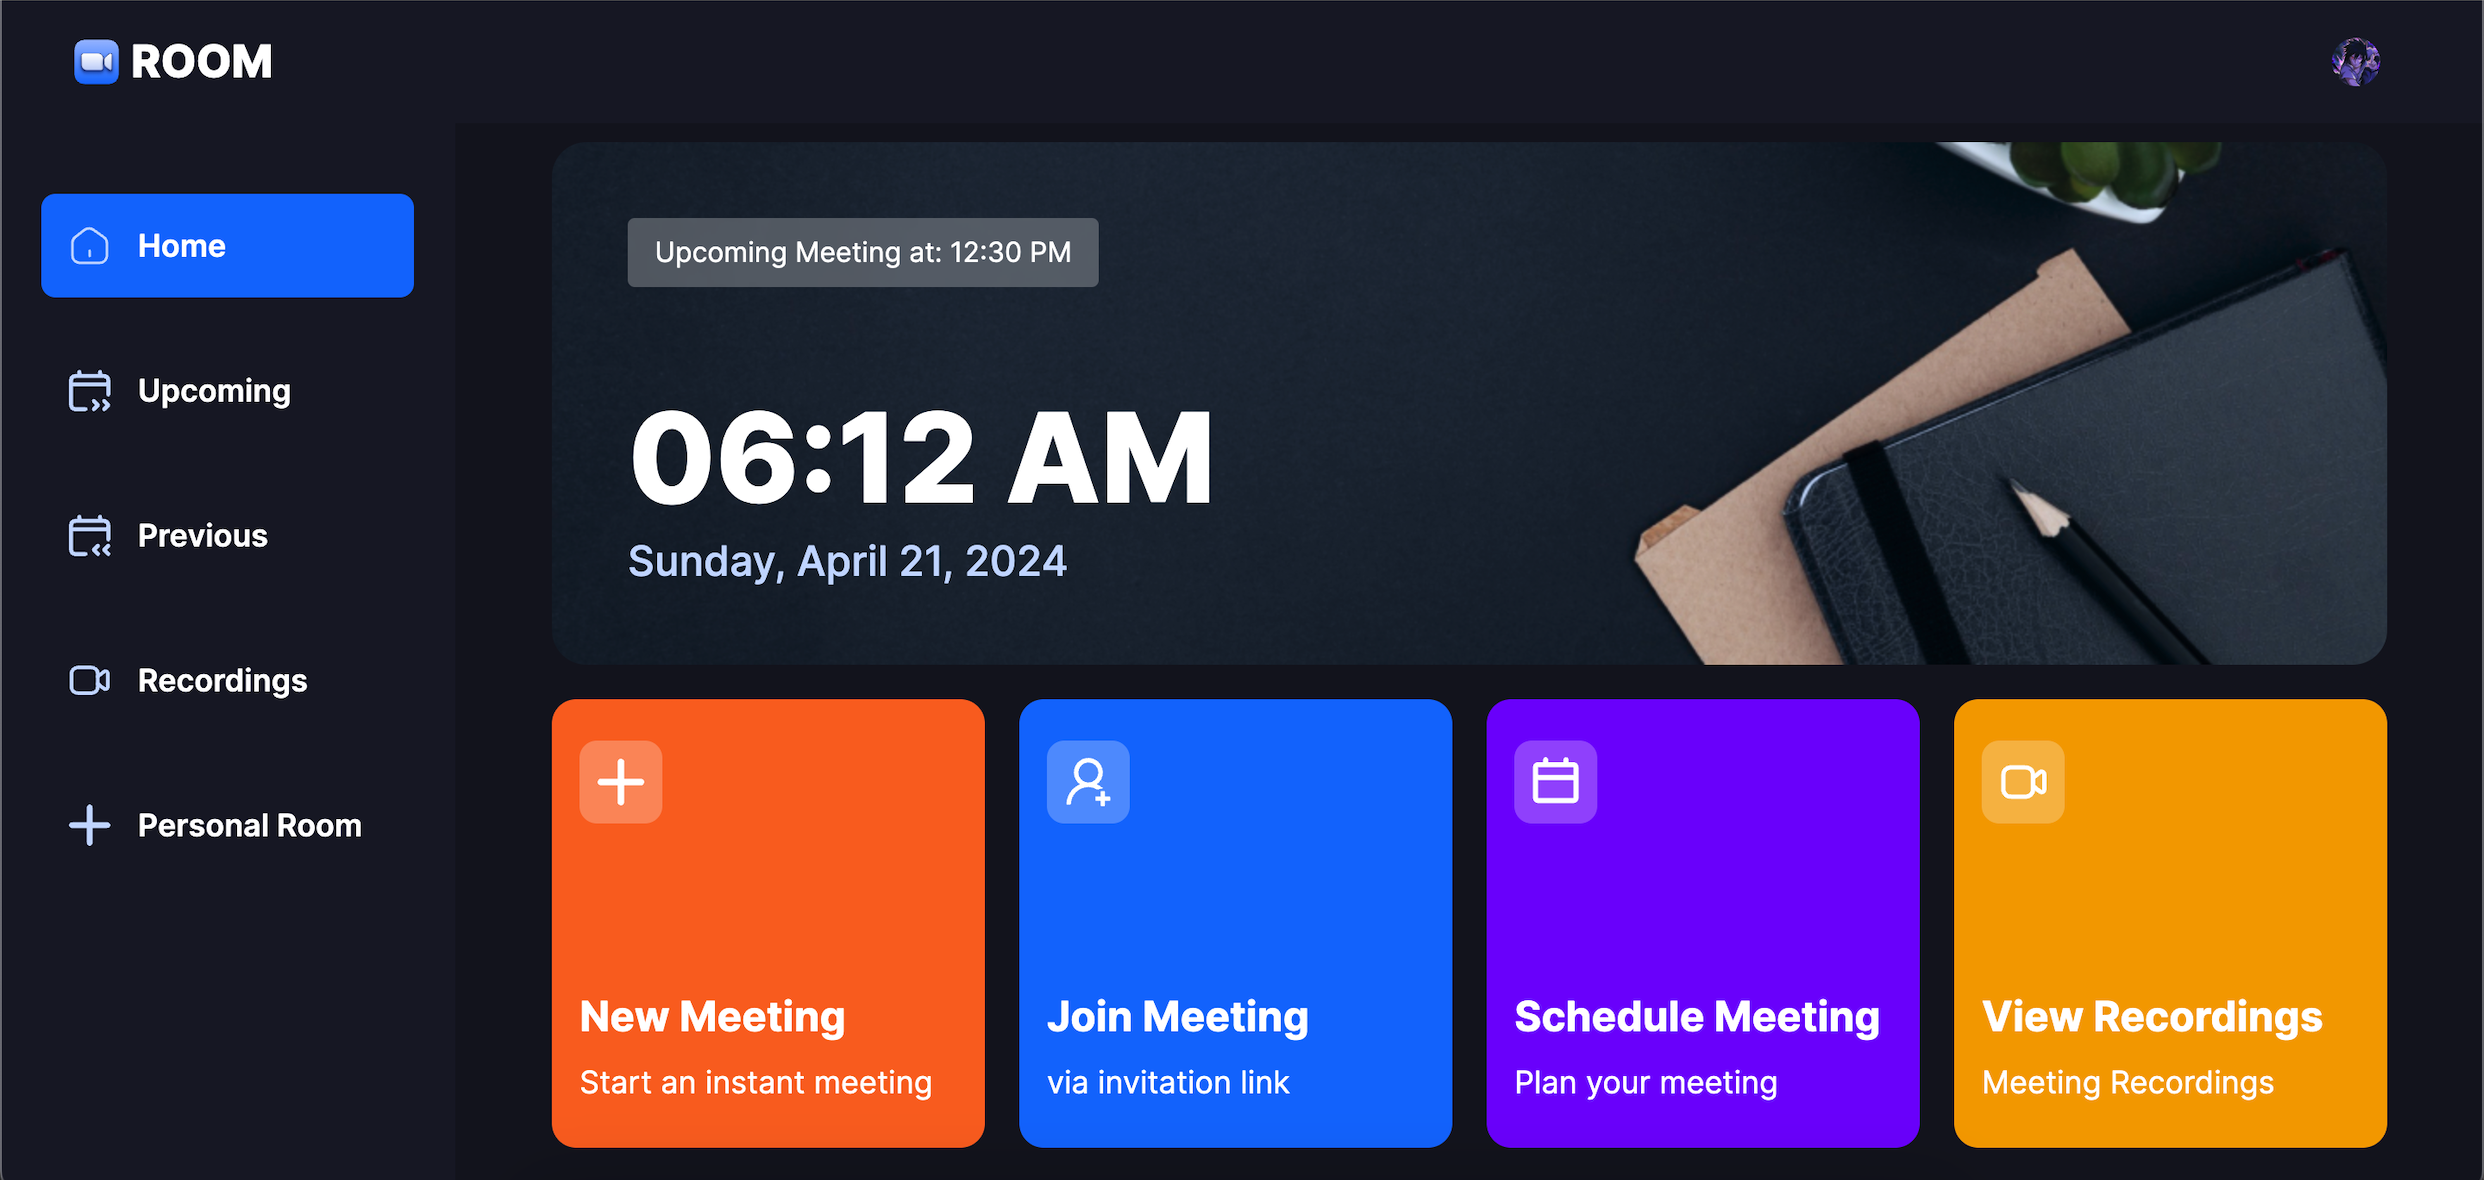 ROOM
Home
Upcoming
Previous
Recordings
Personal Room
Upcoming Meeting at: 12:30 PM
06:12 AM
Sunday, April 21, 2024
New Meeting
Start an instant meeting
Join Meeting
via invitation link
Schedule Meeting
Plan your meeting
View Recordings
Meeting Recordings